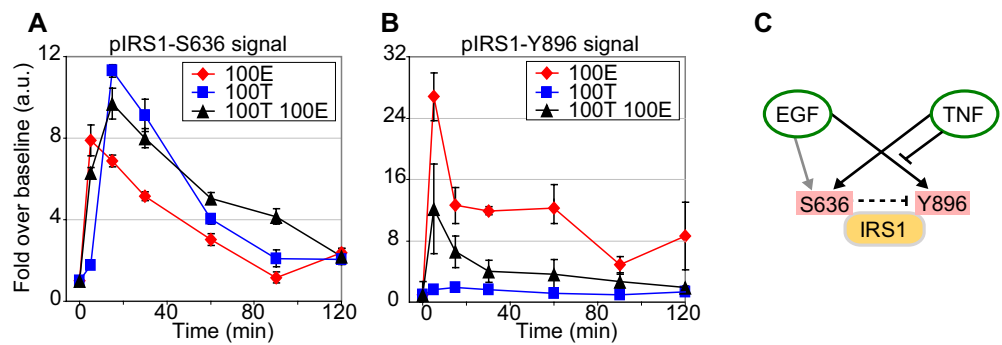 A
pIRS1-S636 signal
Fold over baseline (a.u.)
12
8
4
0
100E
100T
100T 100E
0
40
80
120
Time (min)
B
pIRS1-Y896 signal
32
24
16
8
0
100E
100T
100T 100E
0
40
80
120
Time (min)
C
EGF
TNF
S636
Y896
IRS1